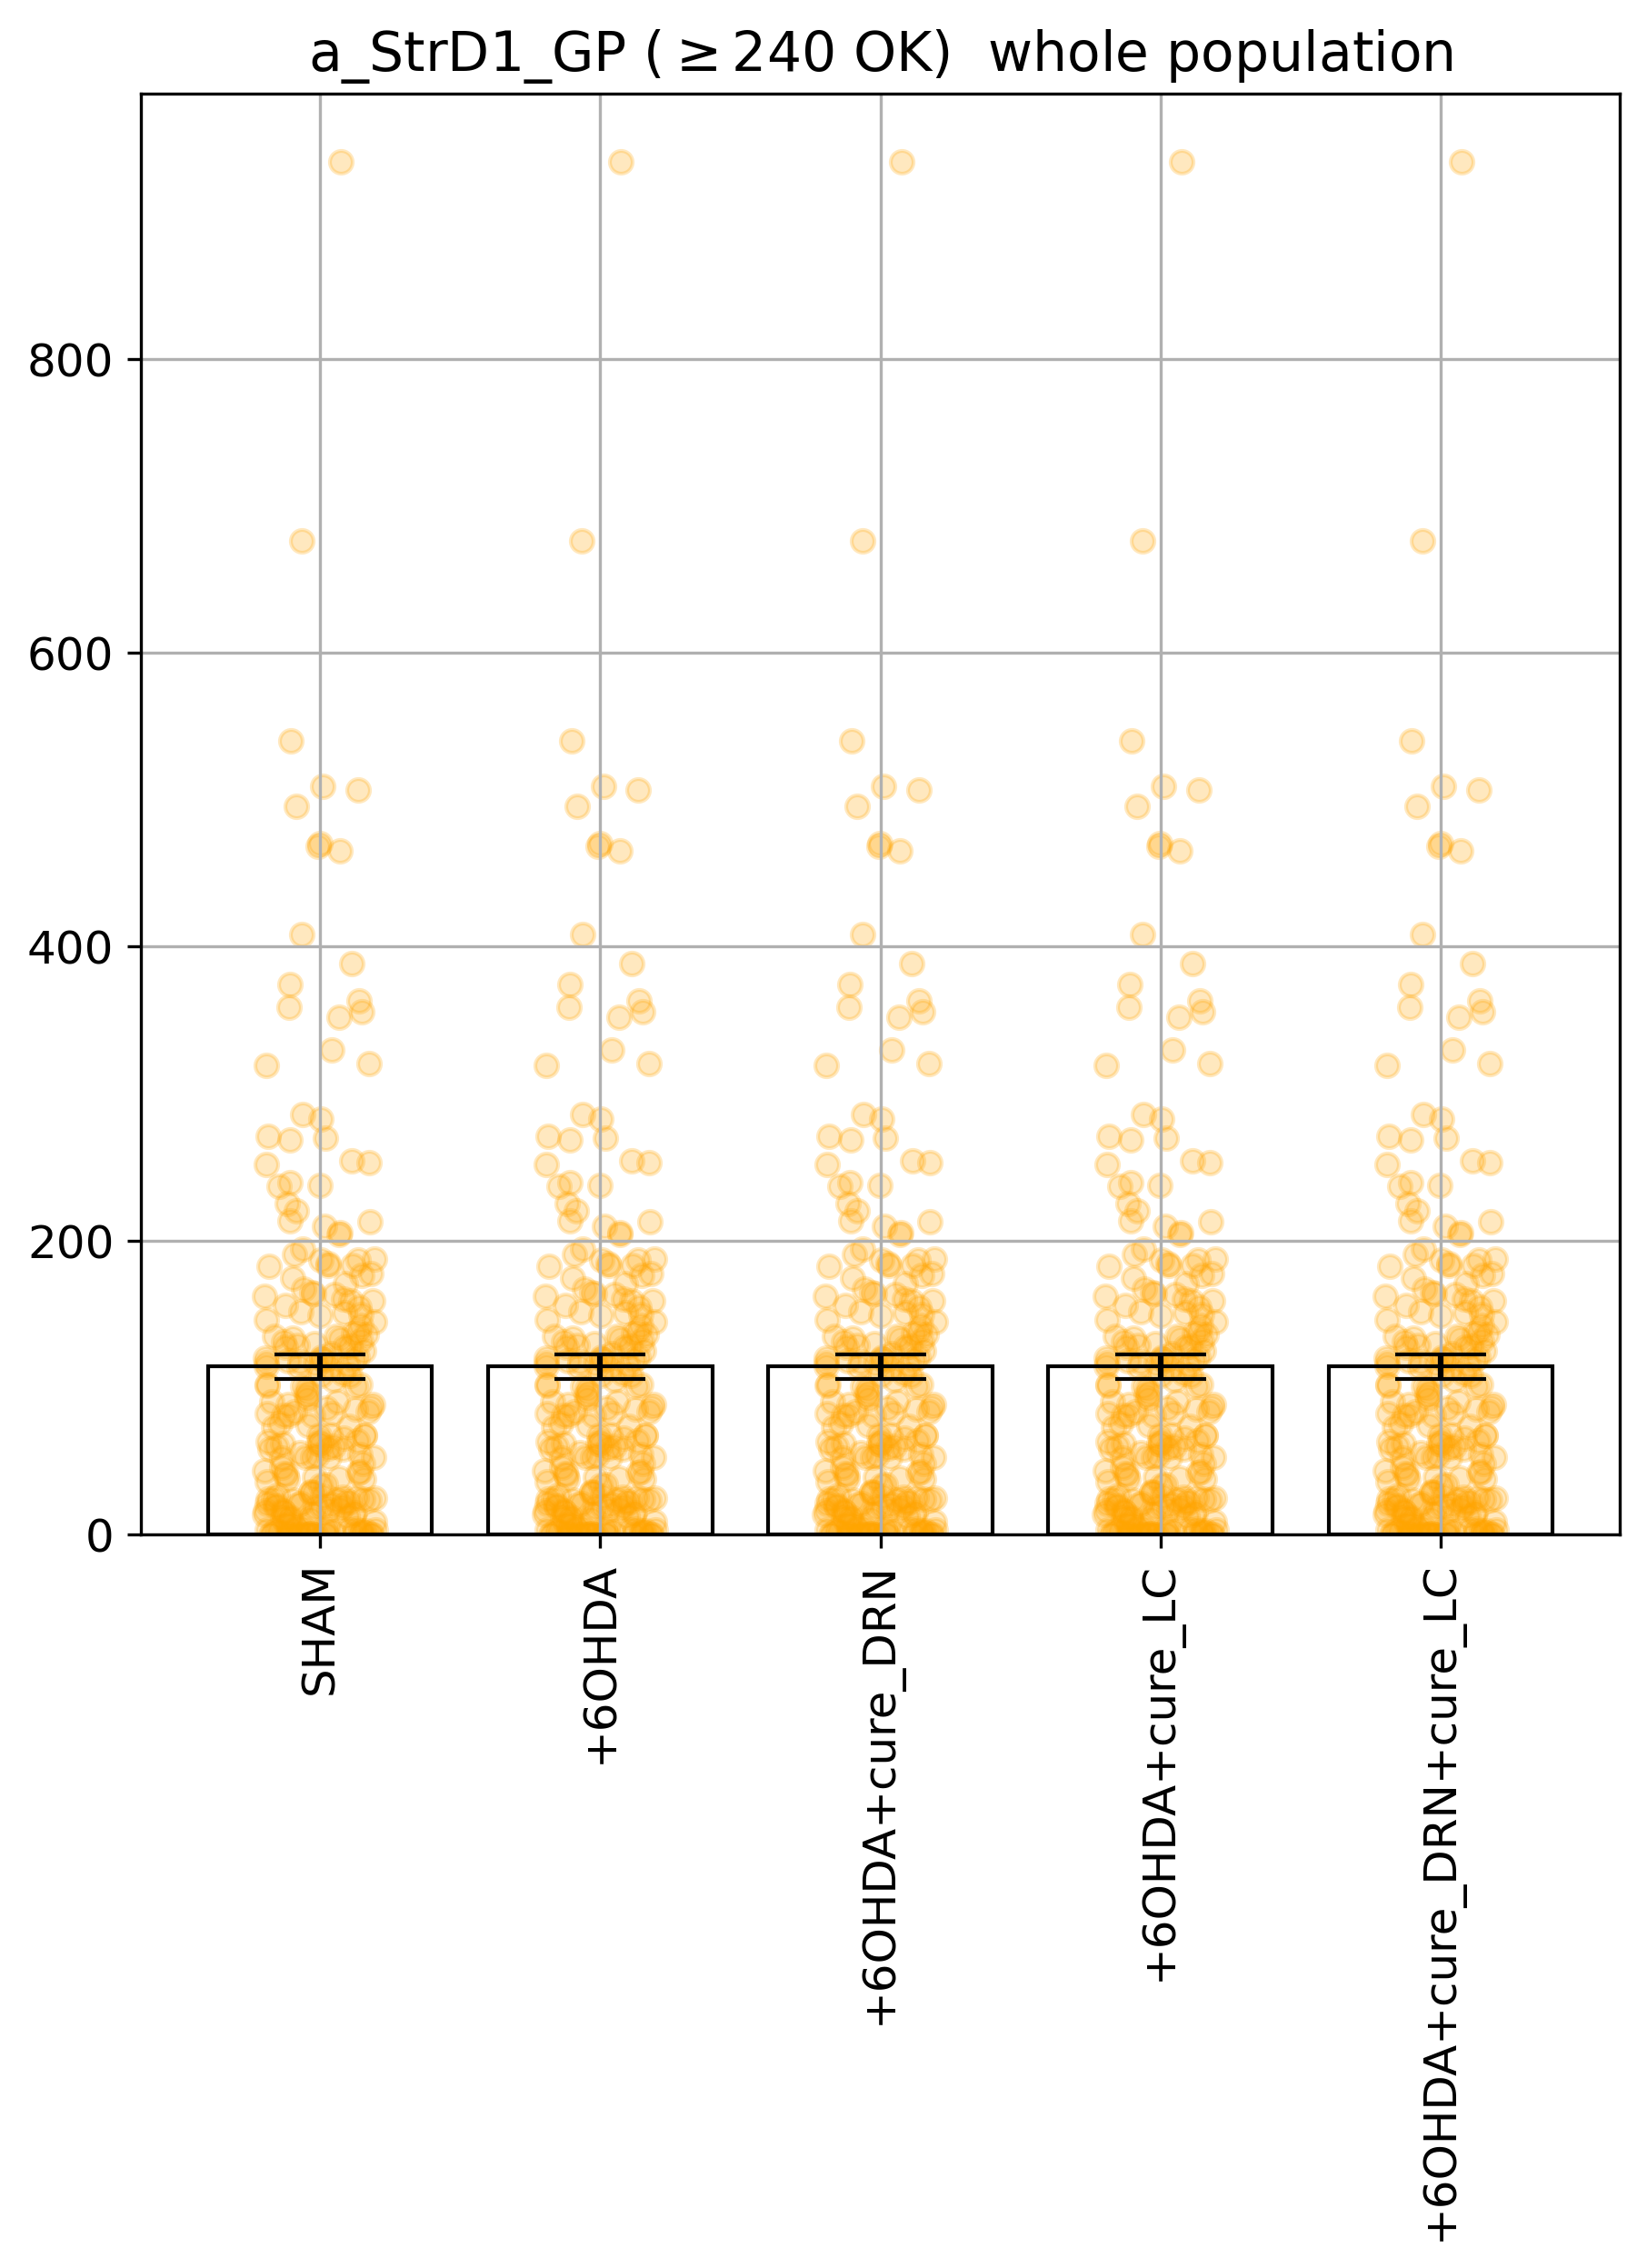 a_StrD1_GP ( ≥240 OK)  whole population
800
600
400
200
0
SHAM
+6OHDA
+6OHDA+cure_DRN
+6OHDA+cure_LC
+6OHDA+cure_DRN+cure_LC